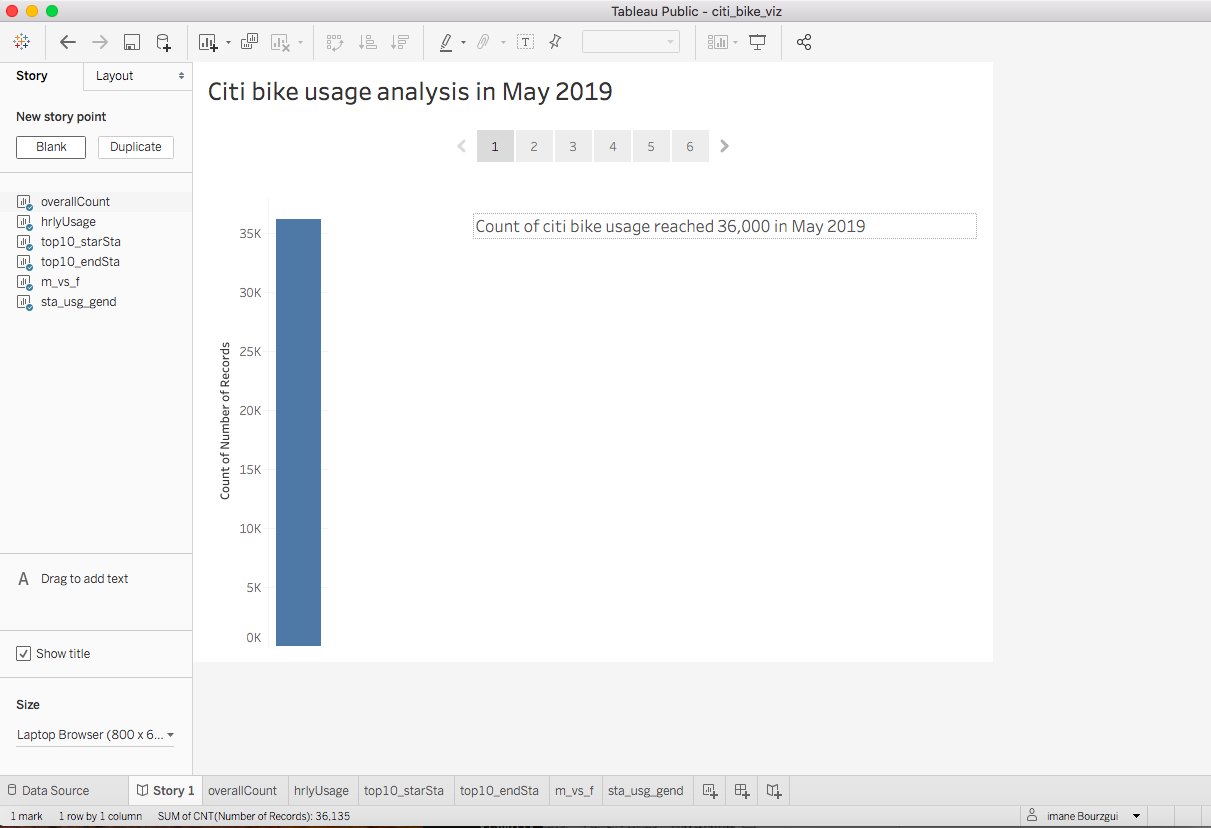 Tableau Public - citi_bike_viz
Story
Layout
Citi bike usage analysis in May 2019
New story point
Blank
Duplicate
1 2 3 4 5 6
overallCount
hrlyUsage
top10_starSta
top10_endSta
m_vs_f
sta_usg_gend
Count of citi bike usage reached 36,000 in May 2019
35K
30K
25K
20K
15K
10K
5K
0K
Count of Number of Records
A Drag to add text
Show title
Size
Laptop Browser (800 x 6...
Data Source Story 1 overallCount hrlyUsage top10_starSta top10_endSta m_vs_f sta_usg_gend
1 mark 1 row by 1 column SUM of CNT(Number of Records): 36,135 imane Bourzgui